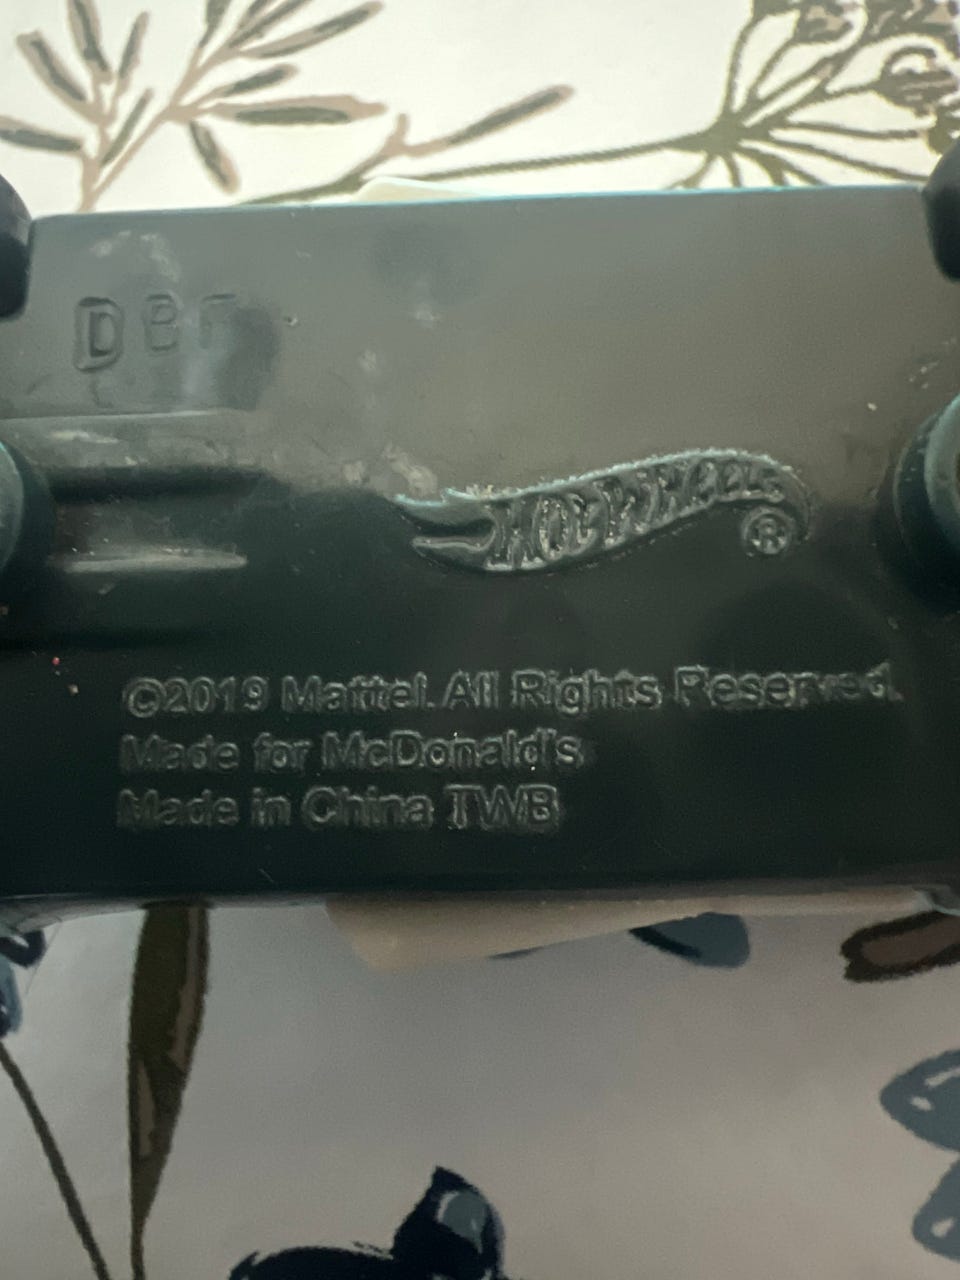 HOT WHEELS ®
©2019 Mattel. All Rights Reserved.
Made for McDonald's
Made in China TWB